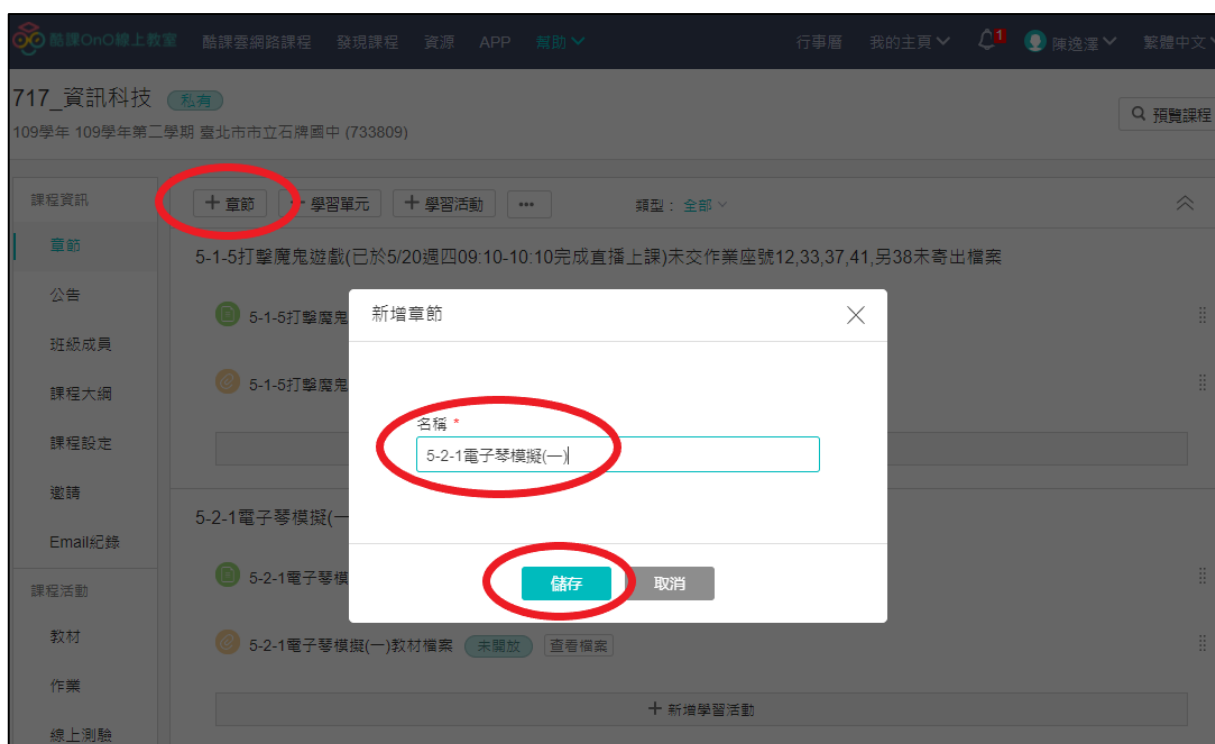 酷課OnO線上教室 酷課雲網路課程 發現課程 資源 APP 幫助 行事曆 我的主頁 1 陳逸澤 繁體中文
717_資訊科技 私有
預覽課程
109學年 109學年第二學期 臺北市市立石牌國中 (733809)
課程資訊
章節
公告
班級成員
課程大綱
課程設定
邀請
Email紀錄
課程活動
教材
作業
線上測驗
+ 章節 + 學習單元 + 學習活動 ••• 類型： 全部
5-1-5打擊魔鬼遊戲(已於5/20週四09:10-10:10完成直播上課)未交作業座號12,33,37,41,另38未寄出檔案
5-1-5打擊魔鬼
5-1-5打擊魔鬼
5-2-1電子琴模擬(一
5-2-1電子琴模
5-2-1電子琴模擬(一)教材檔案 未開放 查看檔案
+ 新增學習活動
新增章節
名稱 *
5-2-1電子琴模擬(一)
儲存 取消